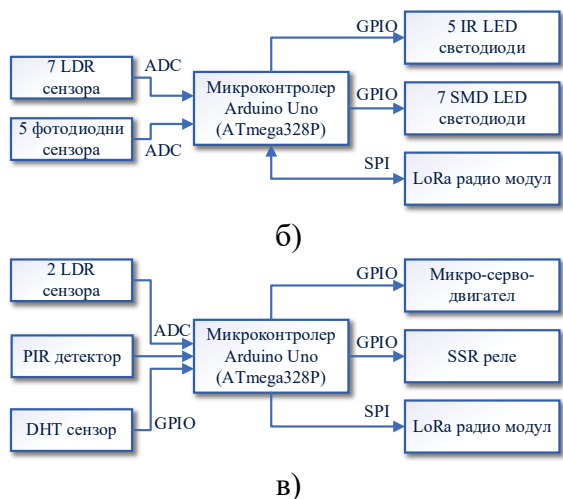 GPIO
5 IR LED
светодиоди
7 LDR
сензора
ADC
Микроконтролер
Arduino Uno
(ATmega328P)
GPIO
7 SMD LED
светодиоди
5 фотодиодни
сензора
ADC
SPI
LoRa радио модул
б)
2 LDR
сензора
GPIO
Микро-серво-
двигател
ADC
PIR детектор
Микроконтролер
Arduino Uno
(ATmega328P)
GPIO
SSR реле
DHT сензор
GPIO
SPI
LoRa радио модул
в)